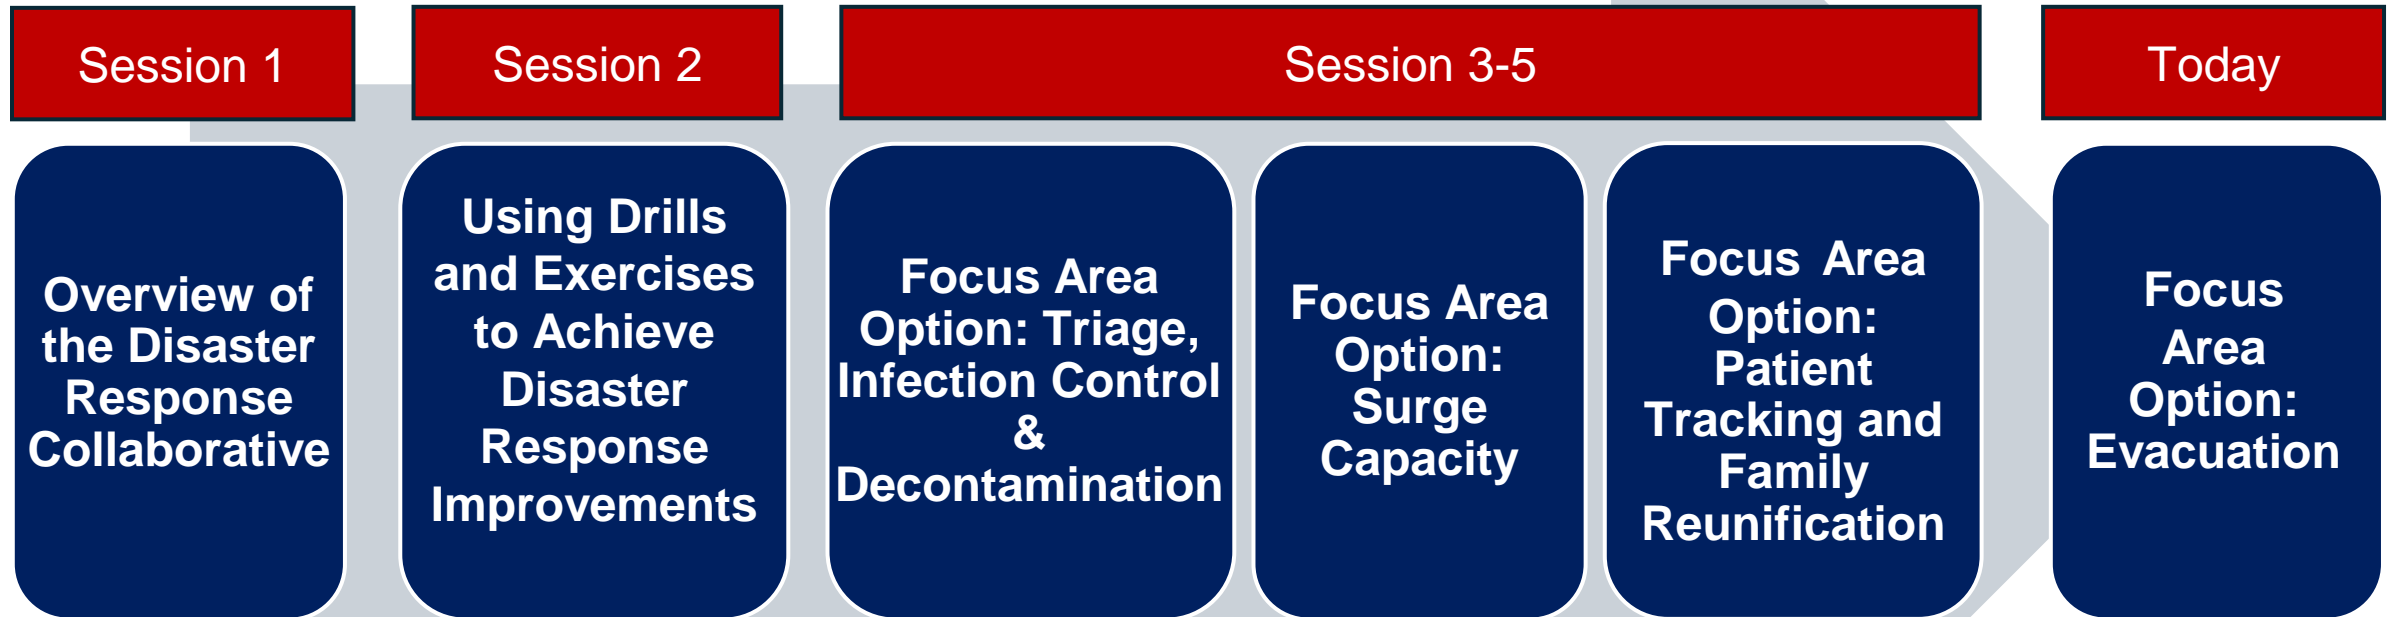 Session 1
Session 2
Session 3-5
Today
Overview of
the Disaster
Response
Collaborative
Using Drills
and Exercises
to Achieve
Disaster
Response
Improvements
Focus Area
Option: Triage,
Infection Control
&
Decontamination
Focus Area
Option:
Surge
Capacity
Focus Area
Option:
Patient
Tracking and
Family
Reunification
Focus
Area
Option:
Evacuation